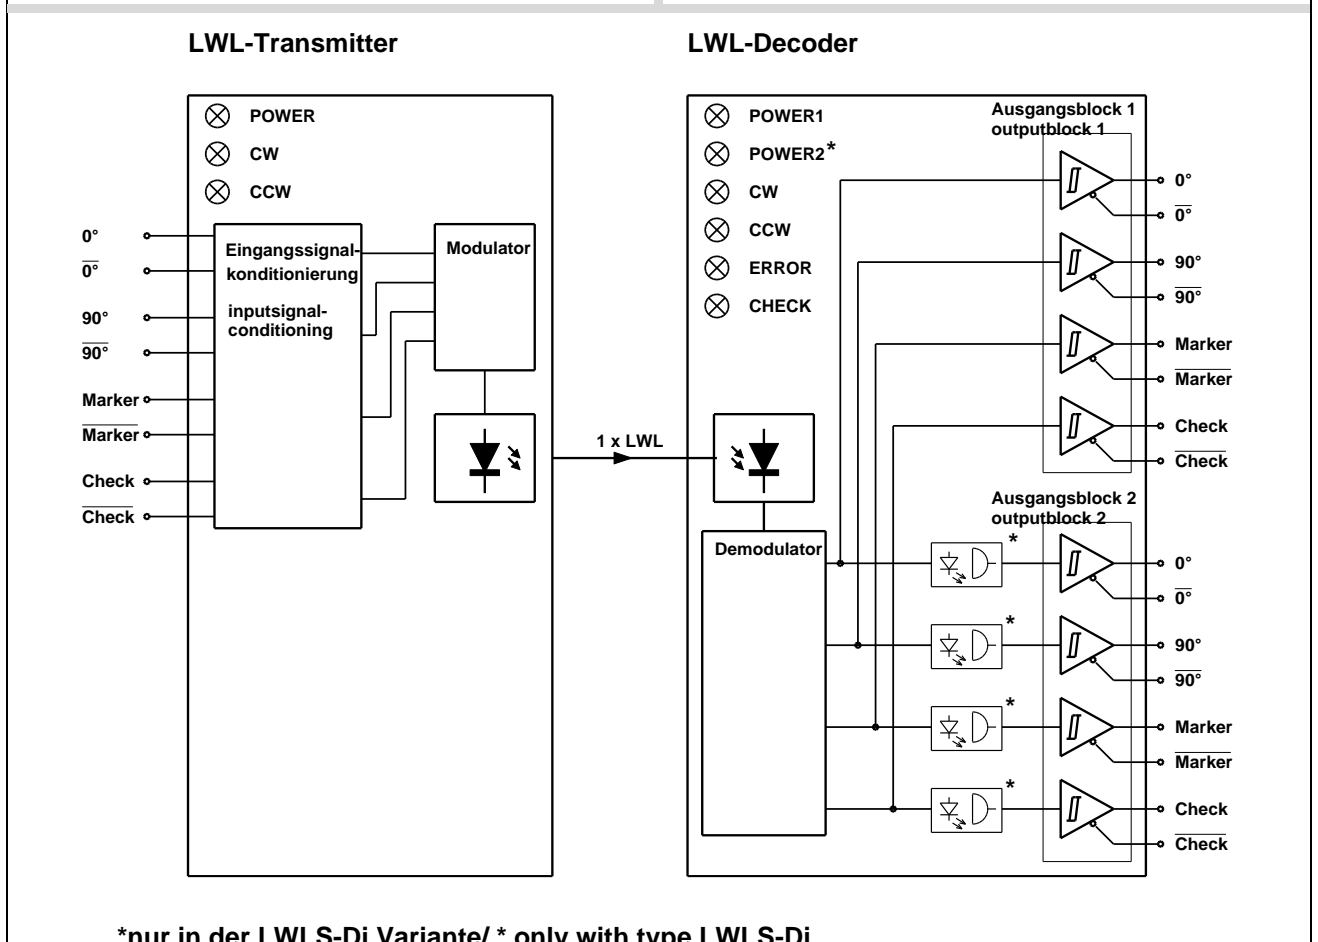 LWL-Transmitter
LWL-Decoder
POWER
CW
CCW
0°
0°
90°
90°
Marker
Marker
Check
Check
Eingangssignal-
konditionierung
inputsignal-
conditioning
Modulator
1 x LWL
POWER1
POWER2*
CW
CCW
ERROR
CHECK
Demodulator
Ausgangsblock 1
outputblock 1
0°
0°
90°
90°
Marker
Marker
Check
Check
Ausgangsblock 2
outputblock 2
*
*
*
*
0°
0°
90°
90°
Marker
Marker
Check
Check
*nur in der LWLS-Di Variante/ * only with type LWLS-Di